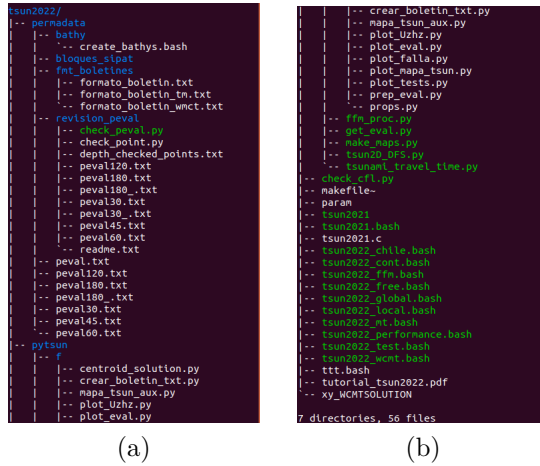 tsun2022/
|-- permadata
|   |-- bathy
|   |   `-- create_bathys.bash
|   |-- bloques_sipat
|   |-- fmt_boletines
|   |   |-- formato_boletin.txt
|   |   |-- formato_boletin_tm.txt
|   |   `-- formato_boletin_wmct.txt
|   |-- revision_peval
|   |   |-- check_peval.py
|   |   |-- check_point.py
|   |   |-- depth_checked_points.txt
|   |   |-- peval120.txt
|   |   |-- peval180.txt
|   |   |-- peval180_.txt
|   |   |-- peval30.txt
|   |   |-- peval30_.txt
|   |   |-- peval45.txt
|   |   |-- peval60.txt
|   |   `-- readme.txt
|   |-- peval.txt
|   |-- peval120.txt
|   |-- peval180.txt
|   |-- peval180_.txt
|   |-- peval30.txt
|   |-- peval45.txt
|   `-- peval60.txt
|-- pytsun
|   |-- f
|   |   |-- centroid_solution.py
|   |   |-- crear_boletin_txt.py
|   |   |-- mapa_tsun_aux.py
|   |   |-- plot_Uzhz.py
|   |   |-- plot_eval.py
(a)
|   |   |-- crear_boletin_txt.py
|   |   |-- mapa_tsun_aux.py
|   |   |-- plot_Uzhz.py
|   |   |-- plot_eval.py
|   |   |-- plot_falla.py
|   |   |-- plot_mapa_tsun.py
|   |   |-- plot_tests.py
|   |   |-- prep_eval.py
|   |   `-- props.py
|   |-- ffm_proc.py
|   |-- get_eval.py
|   |-- make_maps.py
|   |-- tsun2D_DFS.py
|   `-- tsunami_travel_time.py
|-- check_cfl.py
|-- makefile~
|-- param
|-- tsun2021
|-- tsun2021.bash
|-- tsun2021.c
|-- tsun2022_chile.bash
|-- tsun2022_cont.bash
|-- tsun2022_ffm.bash
|-- tsun2022_free.bash
|-- tsun2022_global.bash
|-- tsun2022_local.bash
|-- tsun2022_mt.bash
|-- tsun2022_performance.bash
|-- tsun2022_test.bash
|-- tsun2022_wcmt.bash
|-- ttt.bash
|-- tutorial_tsun2022.pdf
`-- xy_WCMTSOLUTION
7 directories, 56 files
(b)